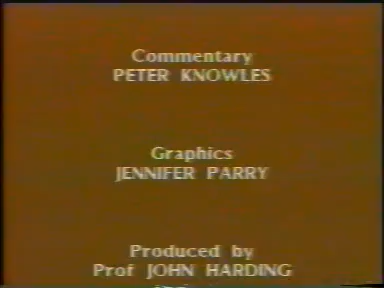 Commentary
PETER KNOWLES
Graphics
JENNIFER PARRY
Produced by
Prof JOHN HARDING